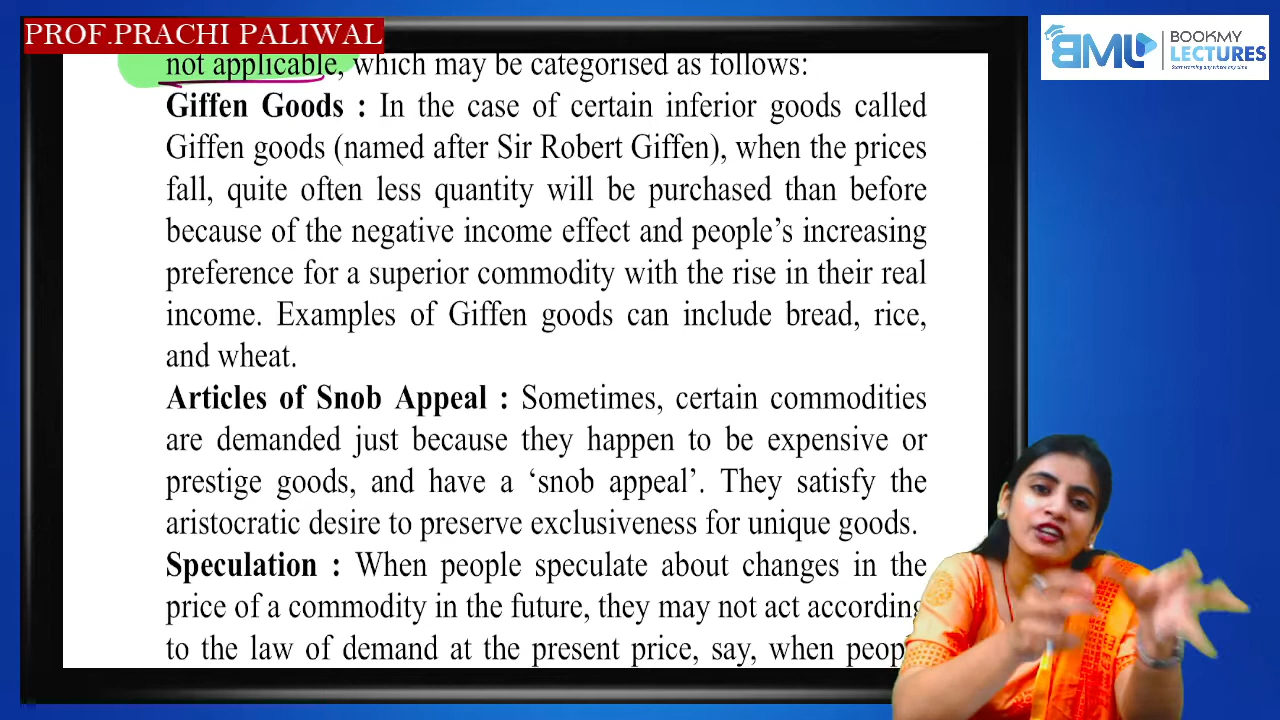 PROF.PRACHI PALIWAL
BOOKMY
LECTURES
Start learning any where any time
BML
not applicable, which may be categorised as follows:
Giffen Goods : In the case of certain inferior goods called
Giffen goods (named after Sir Robert Giffen), when the prices
fall, quite often less quantity will be purchased than before
because of the negative income effect and people’s increasing
preference for a superior commodity with the rise in their real
income. Examples of Giffen goods can include bread, rice,
and wheat.
Articles of Snob Appeal : Sometimes, certain commodities
are demanded just because they happen to be expensive or
prestige goods, and have a ‘snob appeal’. They satisfy the
aristocratic desire to preserve exclusiveness for unique goods.
Speculation : When people speculate about changes in the
price of a commodity in the future, they may not act according
to the law of demand at the present price, say, when peop